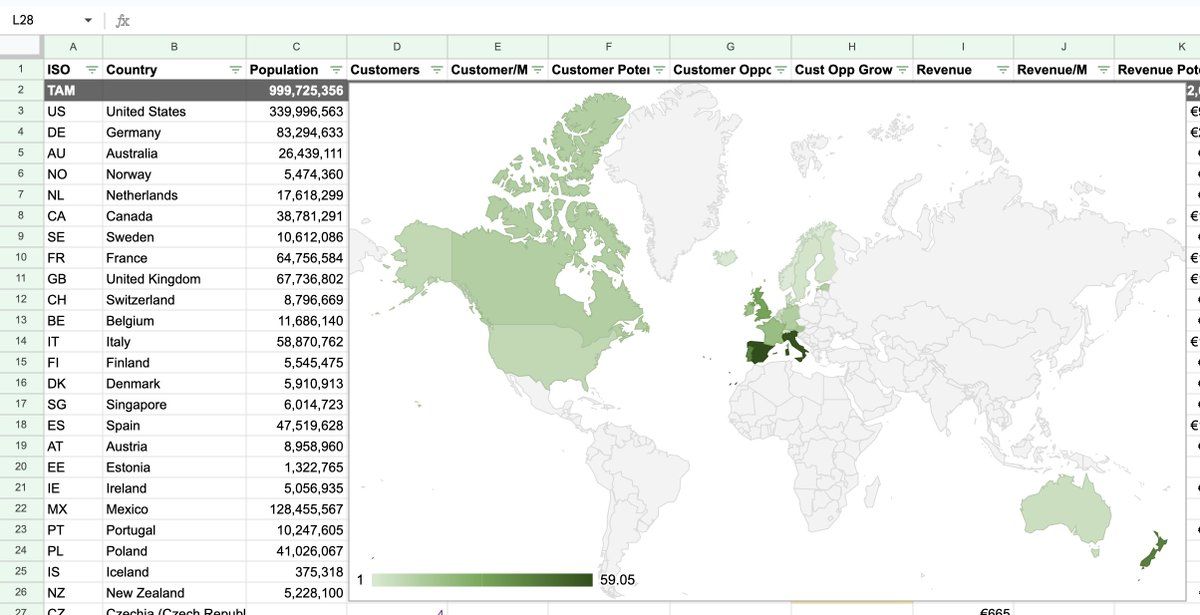 L28 fx
A B C D E F G H I J K
1 ISO Country Population Customers Customer/M Customer Poter Customer Oppc Cust Opp Grow Revenue Revenue/M Revenue Pote
2 TAM 999,725,356 2,0
3 US United States 339,996,563
4 DE Germany 83,294,633
5 AU Australia 26,439,111
6 NO Norway 5,474,360
7 NL Netherlands 17,618,299
8 CA Canada 38,781,291
9 SE Sweden 10,612,086
10 FR France 64,756,584
11 GB United Kingdom 67,736,802
12 CH Switzerland 8,796,669
13 BE Belgium 11,686,140
14 IT Italy 58,870,762
15 FI Finland 5,545,475
16 DK Denmark 5,910,913
17 SG Singapore 6,014,723
18 ES Spain 47,519,628
19 AT Austria 8,958,960
20 EE Estonia 1,322,765
21 IE Ireland 5,056,935
22 MX Mexico 128,455,567
23 PT Portugal 10,247,605
24 PL Poland 41,026,067
25 IS Iceland 375,318
1 59.05
26 NZ New Zealand 5,228,100
27 CZ Czechia (Czech Republ 4 €665